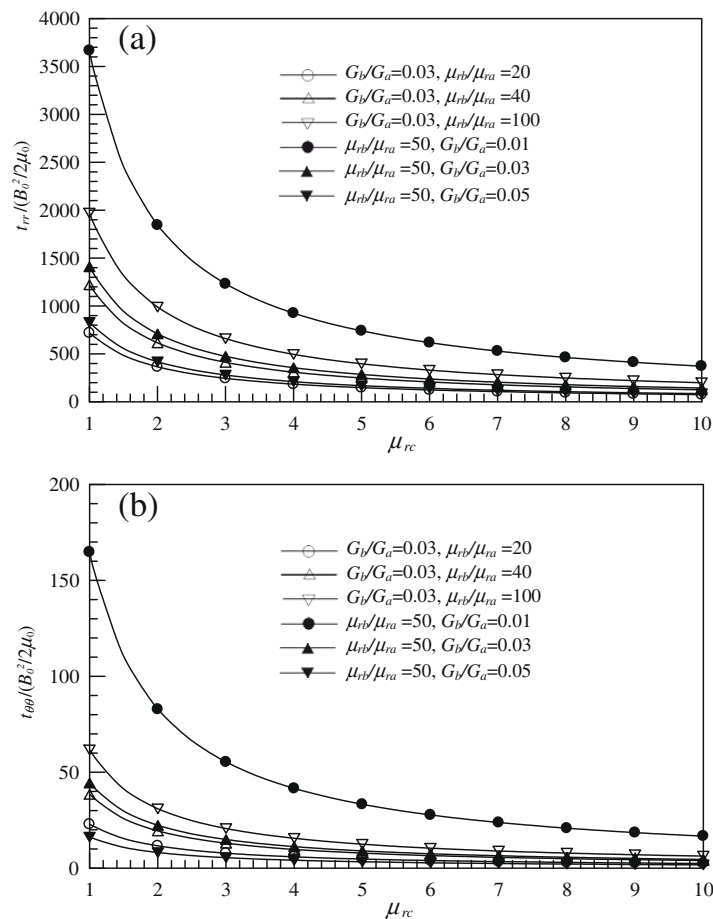 (a)
4000
3500
3000
2500
2000
1500
1000
500
0
t_rr/(B_0^2/2μ_0)
G_b/G_a=0.03, μ_rb/μ_ra=20
G_b/G_a=0.03, μ_rb/μ_ra=40
G_b/G_a=0.03, μ_rb/μ_ra=100
μ_rb/μ_ra=50, G_b/G_a=0.01
μ_rb/μ_ra=50, G_b/G_a=0.03
μ_rb/μ_ra=50, G_b/G_a=0.05
1 2 3 4 5 6 7 8 9 10
μ_rc
(b)
200
150
100
50
0
t_θθ/(B_0^2/2μ_0)
G_b/G_a=0.03, μ_rb/μ_ra=20
G_b/G_a=0.03, μ_rb/μ_ra=40
G_b/G_a=0.03, μ_rb/μ_ra=100
μ_rb/μ_ra=50, G_b/G_a=0.01
μ_rb/μ_ra=50, G_b/G_a=0.03
μ_rb/μ_ra=50, G_b/G_a=0.05
1 2 3 4 5 6 7 8 9 10
μ_rc